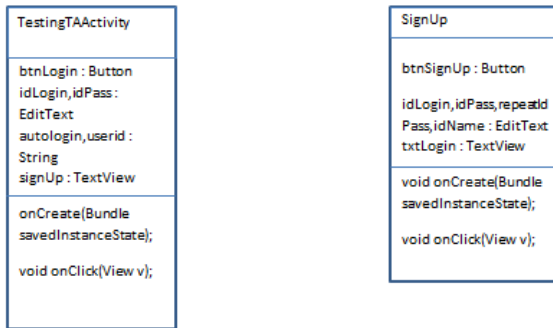 TestingTAActivity
btnLogin : Button
idLogin,idPass :
EditText
autologin,userid :
String
signUp : TextView
onCreate(Bundle
savedInstanceState);
void onClick(View v);
SignUp
btnSignUp : Button
idLogin,idPass,repeatId
Pass,idName : EditText
txtLogin : TextView
void onCreate(Bundle
savedInstanceState);
void onClick(View v);